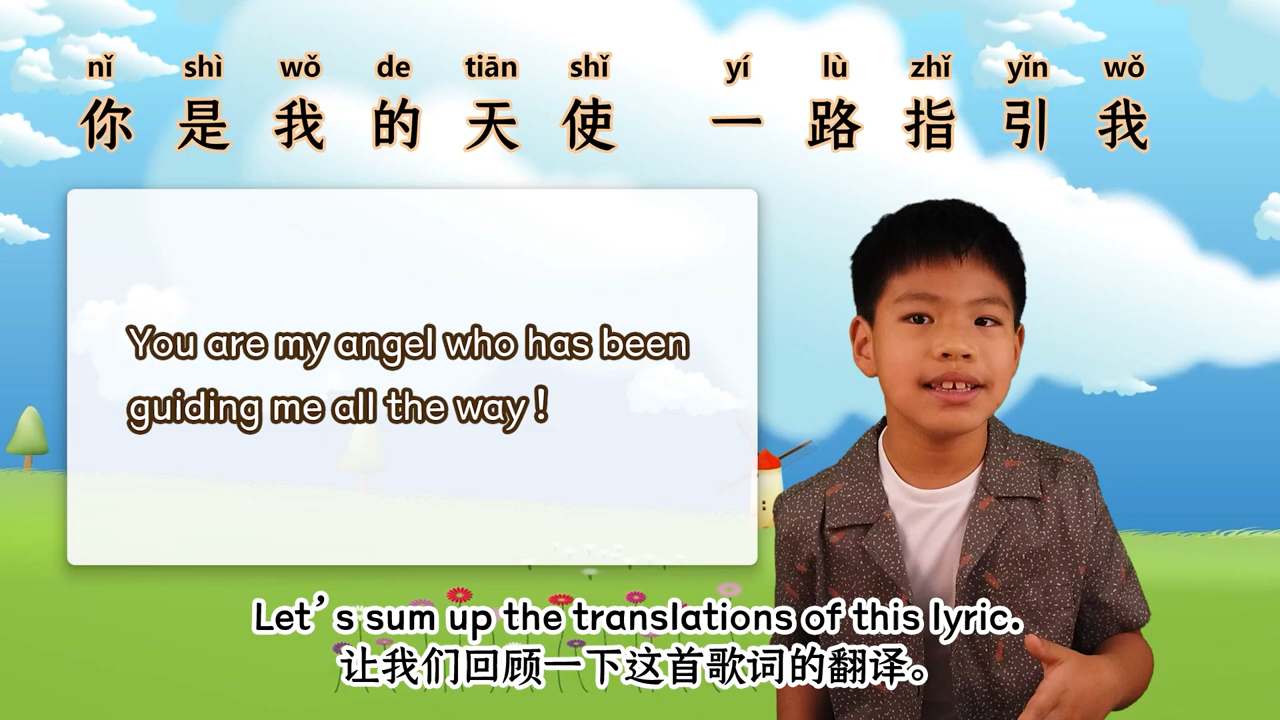 nǐ shì wǒ de tiān shǐ yí lù zhǐ yǐn wǒ
你是我的天使 一路指引我
You are my angel who has been
guiding me all the way!
Let's sum up the translations of this lyric.
让我们回顾一下这首歌词的翻译。